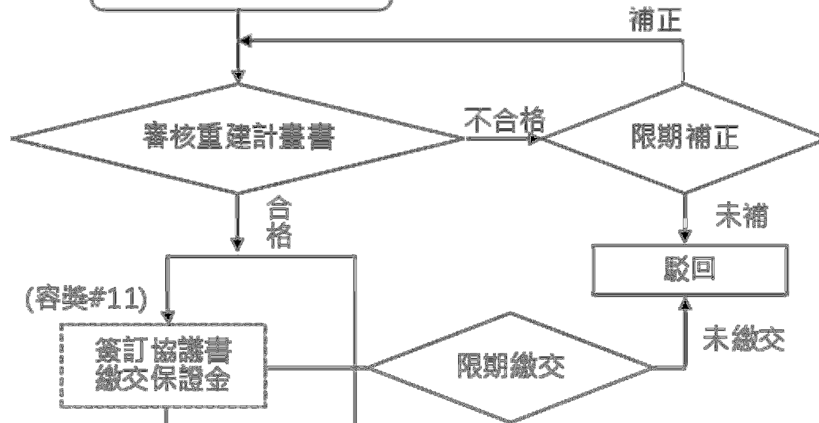 補正
審核重建計畫書
不合格
限期補正
合
格
未補
駁回
(容獎#11)
簽訂協議書
繳交保證金
限期繳交
未繳交